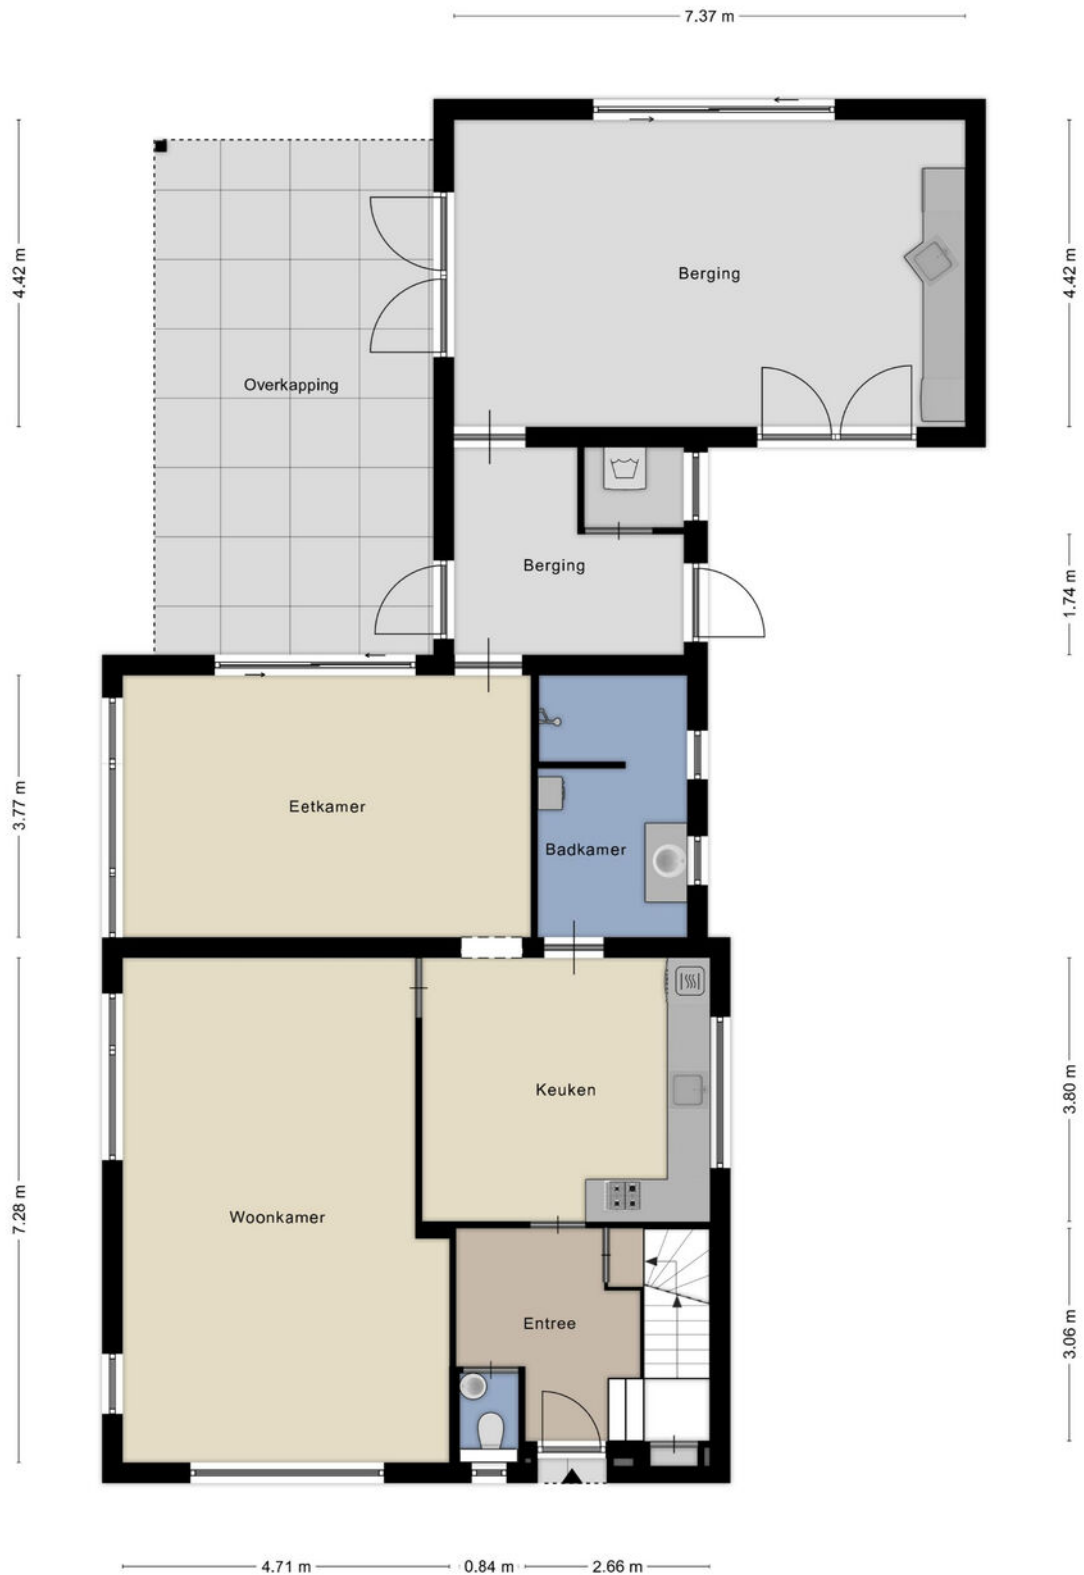 7.37 m
4.42 m
4.42 m
Berging
Overkapping
Berging
1.74 m
3.77 m
Eetkamer
Badkamer
Keuken
3.80 m
7.28 m
Woonkamer
Entree
3.06 m
4.71 m
0.84 m
2.66 m